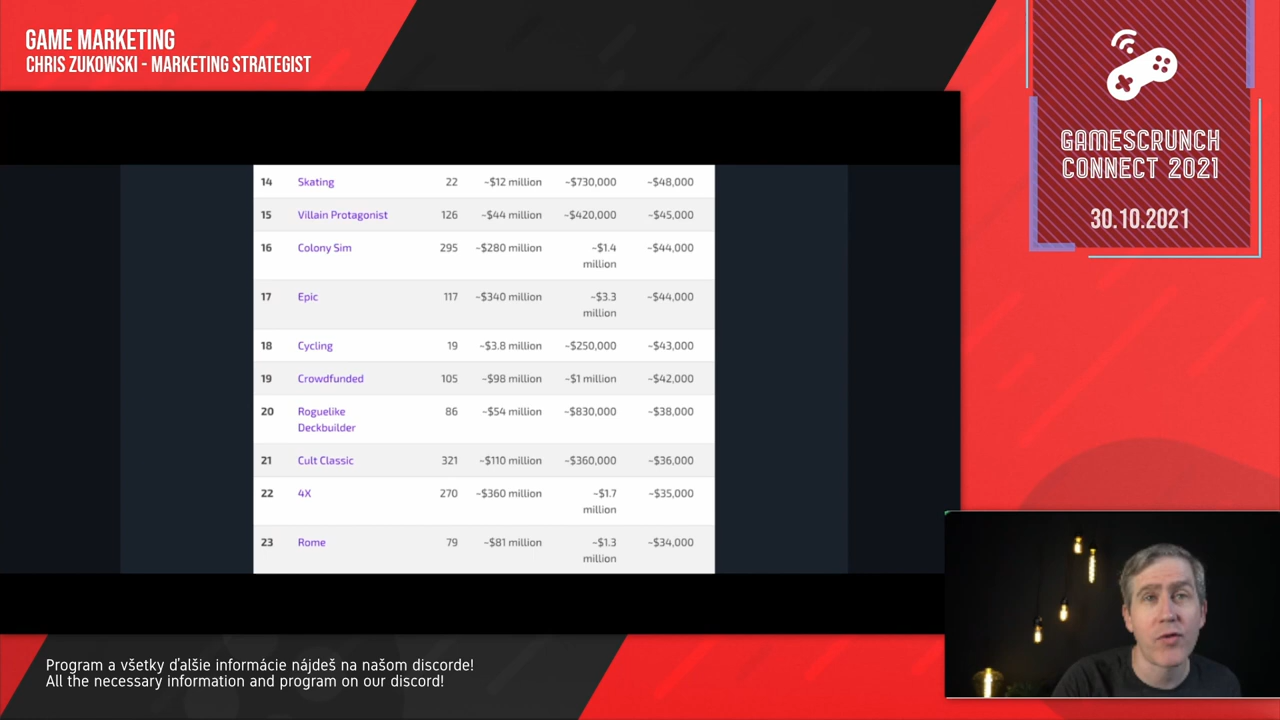 GAME MARKETING
CHRIS ZUKOWSKI - MARKETING STRATEGIST
GAMESCRUNCH
CONNECT 2021
30.10.2021
14 Skating 22 ~$12 million ~$730,000 ~$48,000
15 Villain Protagonist 126 ~$44 million ~$420,000 ~$45,000
16 Colony Sim 295 ~$280 million ~$1.4 ~$44,000
million
17 Epic 117 ~$340 million ~$3.3 ~$44,000
million
18 Cycling 19 ~$3.8 million ~$250,000 ~$43,000
19 Crowdfunded 105 ~$98 million ~$1 million ~$42,000
20 Roguelike 86 ~$54 million ~$830,000 ~$38,000
Deckbuilder
21 Cult Classic 321 ~$110 million ~$360,000 ~$36,000
22 4X 270 ~$360 million ~$1.7 ~$35,000
million
23 Rome 79 ~$81 million ~$1.3 ~$34,000
million
Program a všetky ďalšie informácie nájdeš na našom discorde!
All the necessary information and program on our discord!